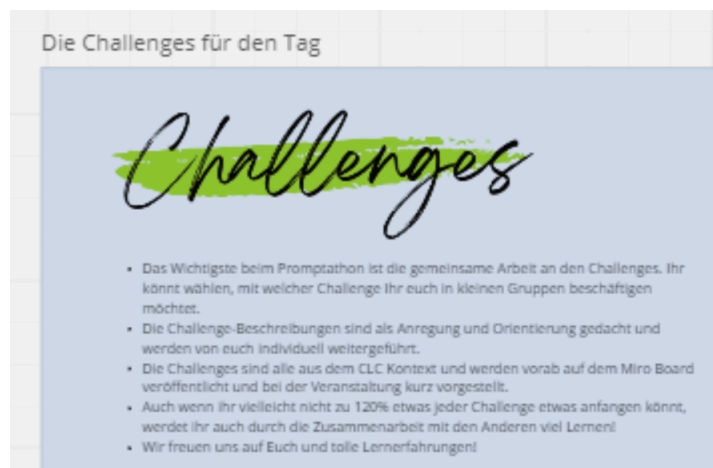 Die Challenges für den Tag
Challenges
• Das Wichtigste beim Promptathon ist die gemeinsame Arbeit an den Challenges. Ihr
könnt wählen, mit welcher Challenge Ihr euch in kleinen Gruppen beschäftigen
möchtet.
• Die Challenge-Beschreibungen sind als Anregung und Orientierung gedacht und
werden von euch individuell weitergeführt.
• Die Challenges sind alle aus dem CLC Kontext und werden vorab auf dem Miro Board
veröffentlicht und bei der Veranstaltung kurz vorgestellt.
• Auch wenn ihr vielleicht nicht zu 120% etwas jeder Challenge etwas anfangen könnt,
werdet ihr auch durch die Zusammenarbeit mit den Anderen viel Lernen!
• Wir freuen uns auf Euch und tolle Lernerfahrungen!